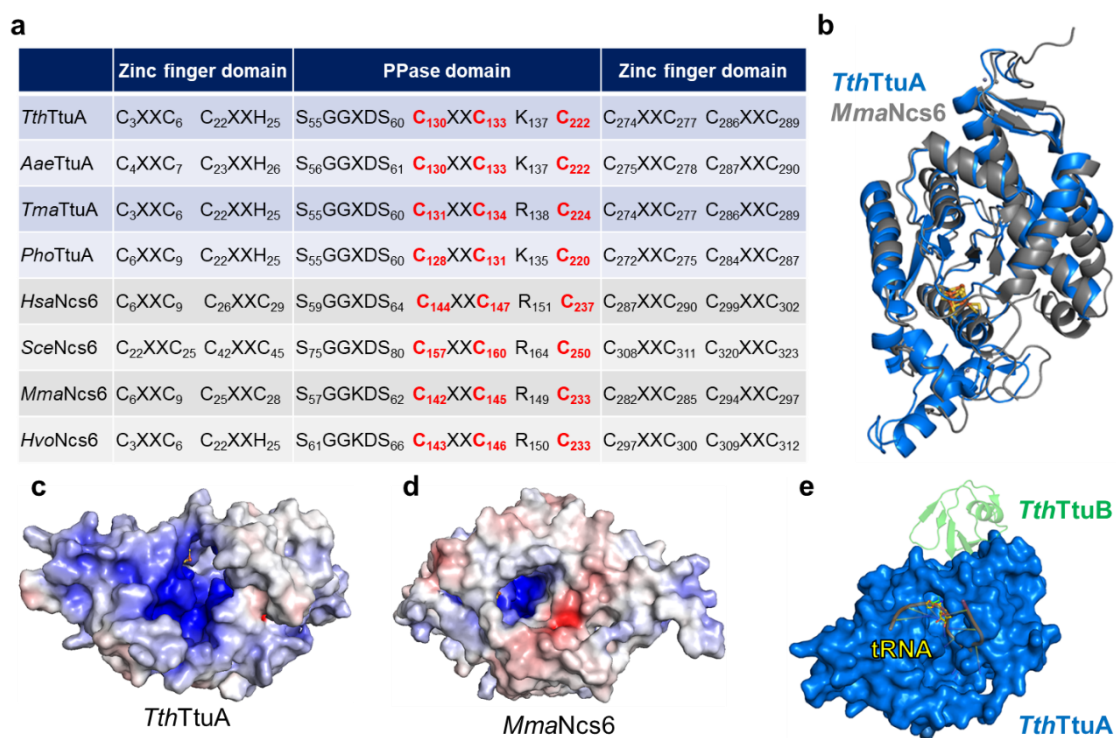 a
Zinc finger domain PPase domain Zinc finger domain
TthTtuA C₃XXC₆ C₂₂XXH₂₅ S₅₅GGXDS₆₀ C₁₃₀XXC₁₃₃ K₁₃₇ C₂₂₂ C₂₇₄XXC₂₇₇ C₂₈₆XXC₂₈₉
AaeTtuA C₄XXC₇ C₂₃XXH₂₆ S₅₆GGXDS₆₁ C₁₃₀XXC₁₃₃ K₁₃₇ C₂₂₂ C₂₇₅XXC₂₇₈ C₂₈₇XXC₂₉₀
TmaTtuA C₃XXC₆ C₂₂XXH₂₅ S₅₅GGXDS₆₀ C₁₃₁XXC₁₃₄ R₁₃₈ C₂₂₄ C₂₇₄XXC₂₇₇ C₂₈₆XXC₂₈₉
PhoTtuA C₆XXC₉ C₂₂XXH₂₅ S₅₅GGXDS₆₀ C₁₂₈XXC₁₃₁ K₁₃₅ C₂₂₀ C₂₇₂XXC₂₇₅ C₂₈₄XXC₂₈₇
HsaNcs6 C₆XXC₉ C₂₆XXC₂₉ S₅₉GGXDS₆₄ C₁₄₄XXC₁₄₇ R₁₅₁ C₂₃₇ C₂₈₇XXC₂₉₀ C₂₉₉XXC₃₀₂
SceNcs6 C₂₂XXC₂₅ C₄₂XXC₄₅ S₇₅GGXDS₈₀ C₁₅₇XXC₁₆₀ R₁₆₄ C₂₅₀ C₃₀₈XXC₃₁₁ C₃₂₀XXC₃₂₃
MmaNcs6 C₆XXC₉ C₂₅XXC₂₈ S₅₇GGKDS₆₂ C₁₄₂XXC₁₄₅ R₁₄₉ C₂₃₃ C₂₈₂XXC₂₈₅ C₂₉₄XXC₂₉₇
HvoNcs6 C₃XXC₆ C₂₂XXH₂₅ S₆₁GGKDS₆₆ C₁₄₃XXC₁₄₆ R₁₅₀ C₂₃₃ C₂₉₇XXC₃₀₀ C₃₀₉XXC₃₁₂
b
TthTtuA
MmaNcs6
c
TthTtuA
d
MmaNcs6
e
TthTtuB
tRNA
TthTtuA